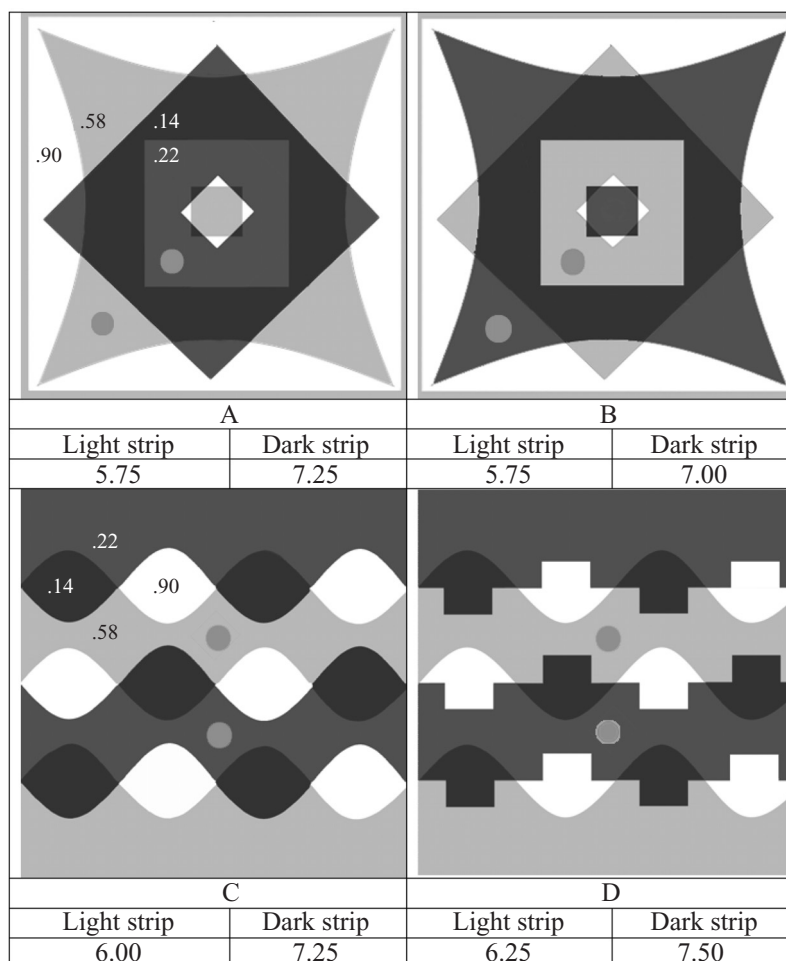 .58
.14
.90
.22
A
B
Light strip
Dark strip
Light strip
Dark strip
5.75
7.25
5.75
7.00
.22
.14
.90
.58
C
D
Light strip
Dark strip
Light strip
Dark strip
6.00
7.25
6.25
7.50